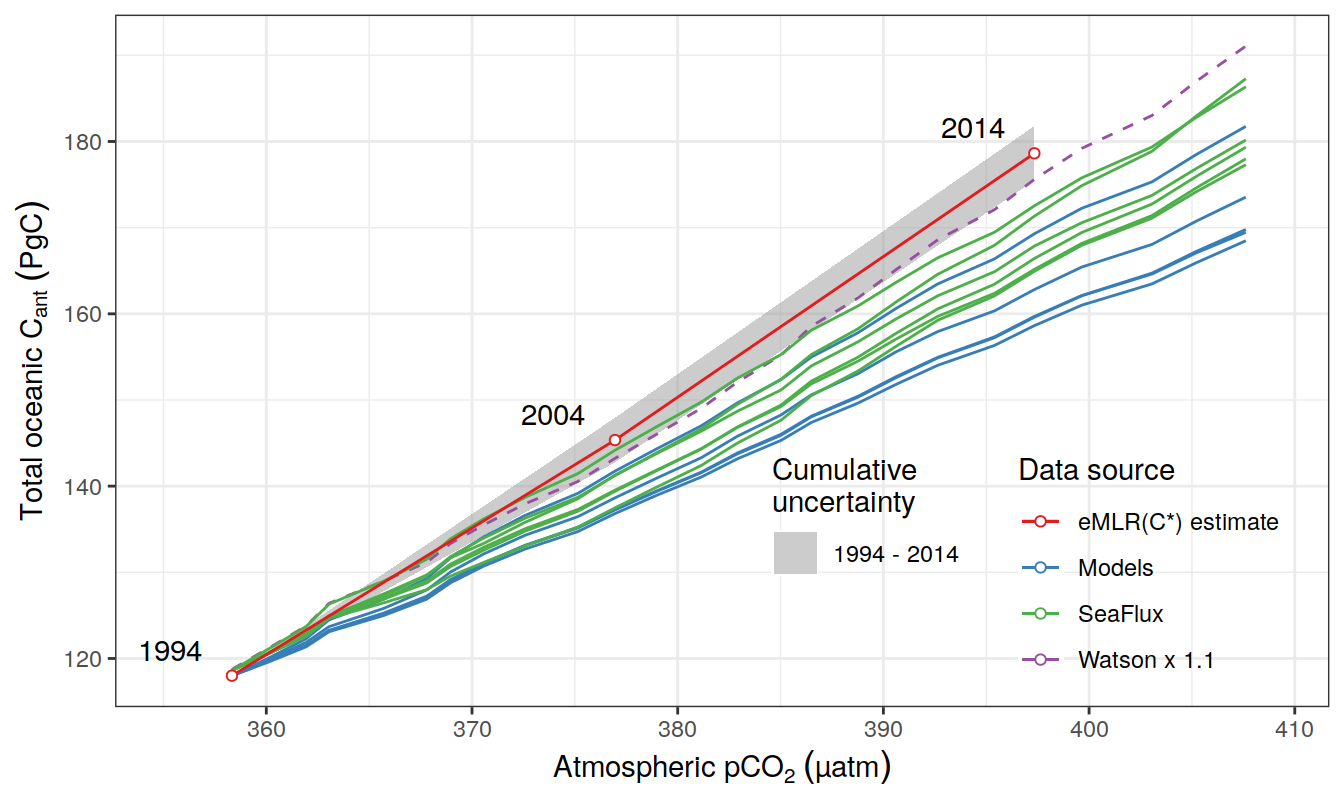 Total oceanic Cant (PgC)
180
160
140
120
2014
2004
1994
Cumulative
uncertainty
1994 - 2014
Data source
eMLR(C*) estimate
Models
SeaFlux
Watson x 1.1
360
370
380
390
400
410
Atmospheric pCO₂ (µatm)